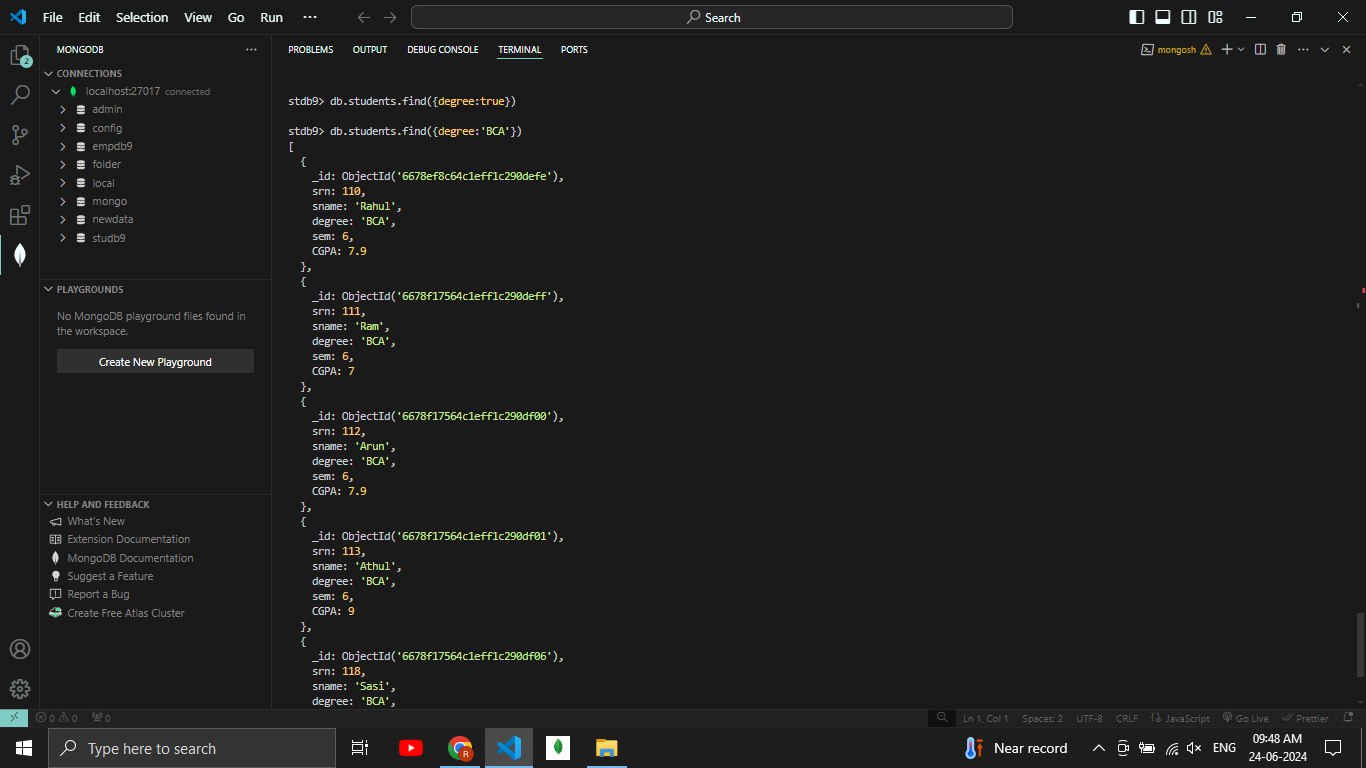 File Edit Selection View Go Run ··· Search
MONGODB ···
CONNECTIONS
localhost:27017 connected
admin
config
empdb9
folder
local
mongo
newdata
studb9
PLAYGROUNDS
No MongoDB playground files found in
the workspace.
Create New Playground
HELP AND FEEDBACK
What's New
Extension Documentation
MongoDB Documentation
Suggest a Feature
Report a Bug
Create Free Atlas Cluster
2
PROBLEMS OUTPUT DEBUG CONSOLE TERMINAL PORTS mongosh
stdb9> db.students.find({degree:true})
stdb9> db.students.find({degree:'BCA'})
[
{
_id: ObjectId('6678ef8c64c1eff1c290defe'),
srn: 110,
sname: 'Rahul',
degree: 'BCA',
sem: 6,
CGPA: 7.9
},
{
_id: ObjectId('6678f17564c1eff1c290deff'),
srn: 111,
sname: 'Ram',
degree: 'BCA',
sem: 6,
CGPA: 7
},
{
_id: ObjectId('6678f17564c1eff1c290df00'),
srn: 112,
sname: 'Arun',
degree: 'BCA',
sem: 6,
CGPA: 7.9
},
{
_id: ObjectId('6678f17564c1eff1c290df01'),
srn: 113,
sname: 'Athul',
degree: 'BCA',
sem: 6,
CGPA: 9
},
{
_id: ObjectId('6678f17564c1eff1c290df06'),
srn: 118,
sname: 'Sasi',
degree: 'BCA',
0 0 0 Ln 1, Col 1 Spaces: 2 UTF-8 CRLF JavaScript Go Live Prettier
Type here to search R Near record ENG 09:48 AM
24-06-2024